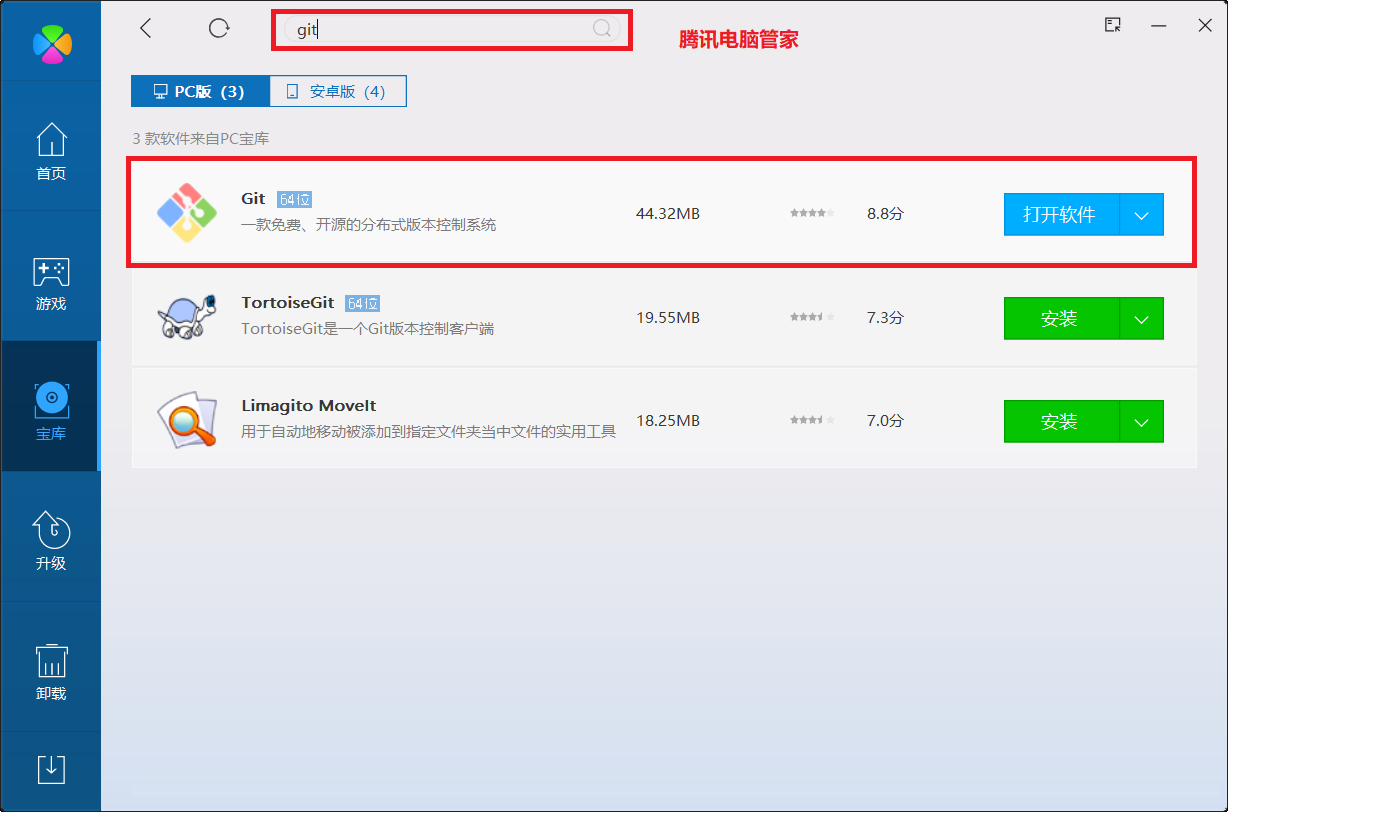 git
腾讯电脑管家
PC版（3）
安卓版（4）
3 款软件来自PC宝库
首页
游戏
宝库
升级
卸载
Git 64位
一款免费、开源的分布式版本控制系统
44.32MB
8.8分
打开软件
TortoiseGit 64位
TortoiseGit是一个Git版本控制客户端
19.55MB
7.3分
安装
Limagito MoveIt
用于自动地移动被添加到指定文件夹当中文件的实用工具
18.25MB
7.0分
安装